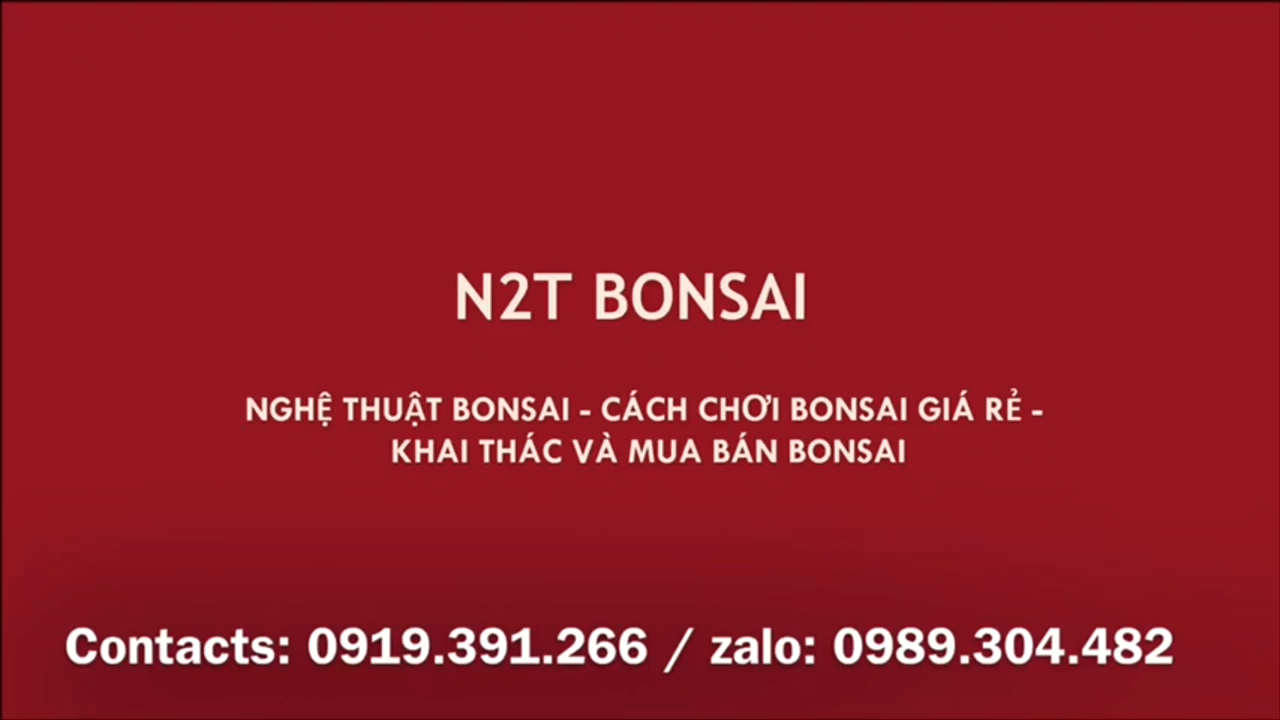 N2T BONSAI
NGHỆ THUẬT BONSAI - CÁCH CHƠI BONSAI GIÁ RẺ -
KHAI THÁC VÀ MUA BÁN BONSAI
Contacts: 0919.391.266 / zalo: 0989.304.482